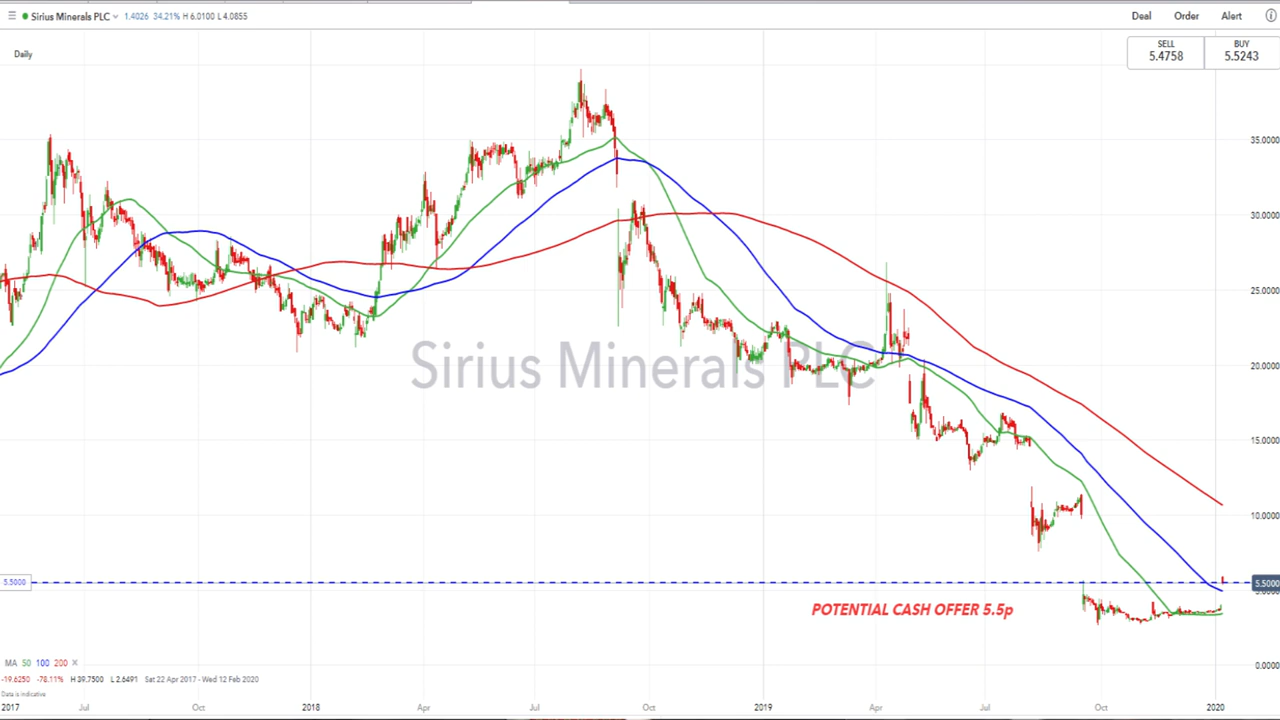 Sirius Minerals PLC 1.4026 34.21% H 6.0100 L 4.0855
Deal Order Alert
Daily
SELL
5.4758
BUY
5.5243
35.0000
30.0000
25.0000
Sirius Minerals PLC
20.0000
15.0000
10.0000
5.5000
5.5000
5.0000
POTENTIAL CASH OFFER 5.5p
0.0000
MA 50 100 200 ×
-19.6250 -78.11% H 39.7500 L 2.6491 Sat 22 Apr 2017 - Wed 12 Feb 2020
Data is indicative
2017 Jul Oct 2018 Apr Jul Oct 2019 Apr Jul Oct 2020